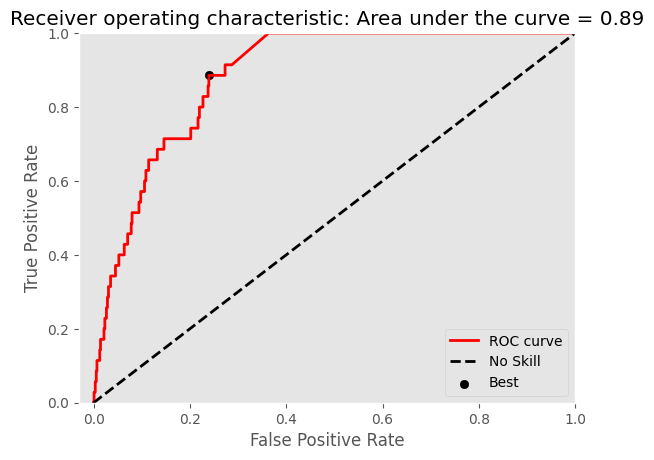 Receiver operating characteristic: Area under the curve = 0.89
1.0
0.8
0.6
0.4
0.2
0.0
True Positive Rate
0.0 0.2 0.4 0.6 0.8 1.0
False Positive Rate
ROC curve
No Skill
Best